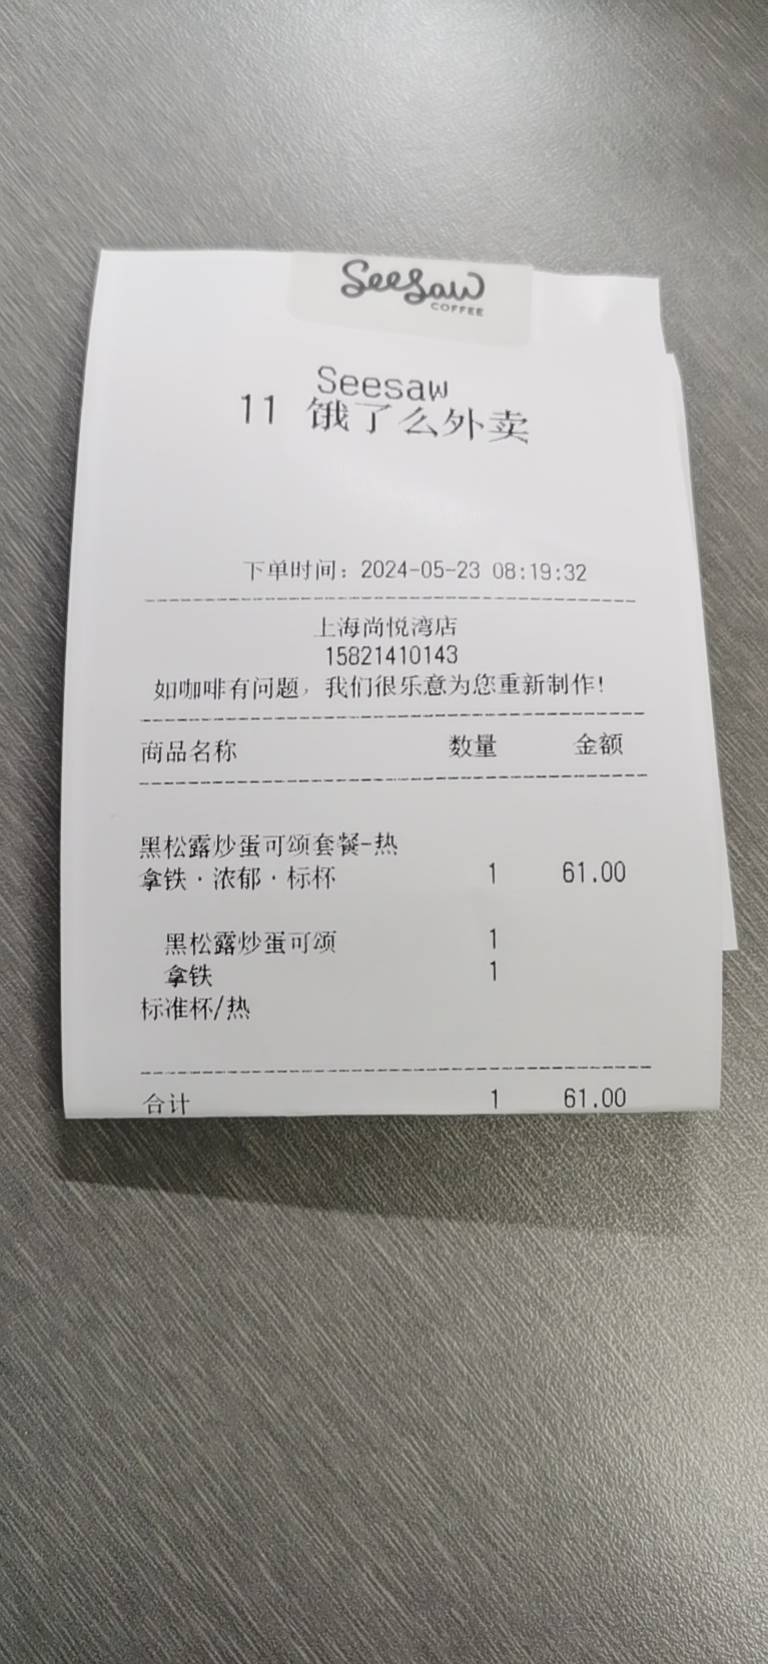 Seesaw
COFFEE
Seesaw
11 饿了么外卖
下单时间：2024-05-23 08:19:32
上海尚悦湾店
15821410143
如咖啡有问题，我们很乐意为您重新制作！
商品名称 数量 金额
黑松露炒蛋可颂套餐-热
拿铁·浓郁·标杯 1 61.00
黑松露炒蛋可颂 1
拿铁 1
标准杯/热
合计 1 61.00